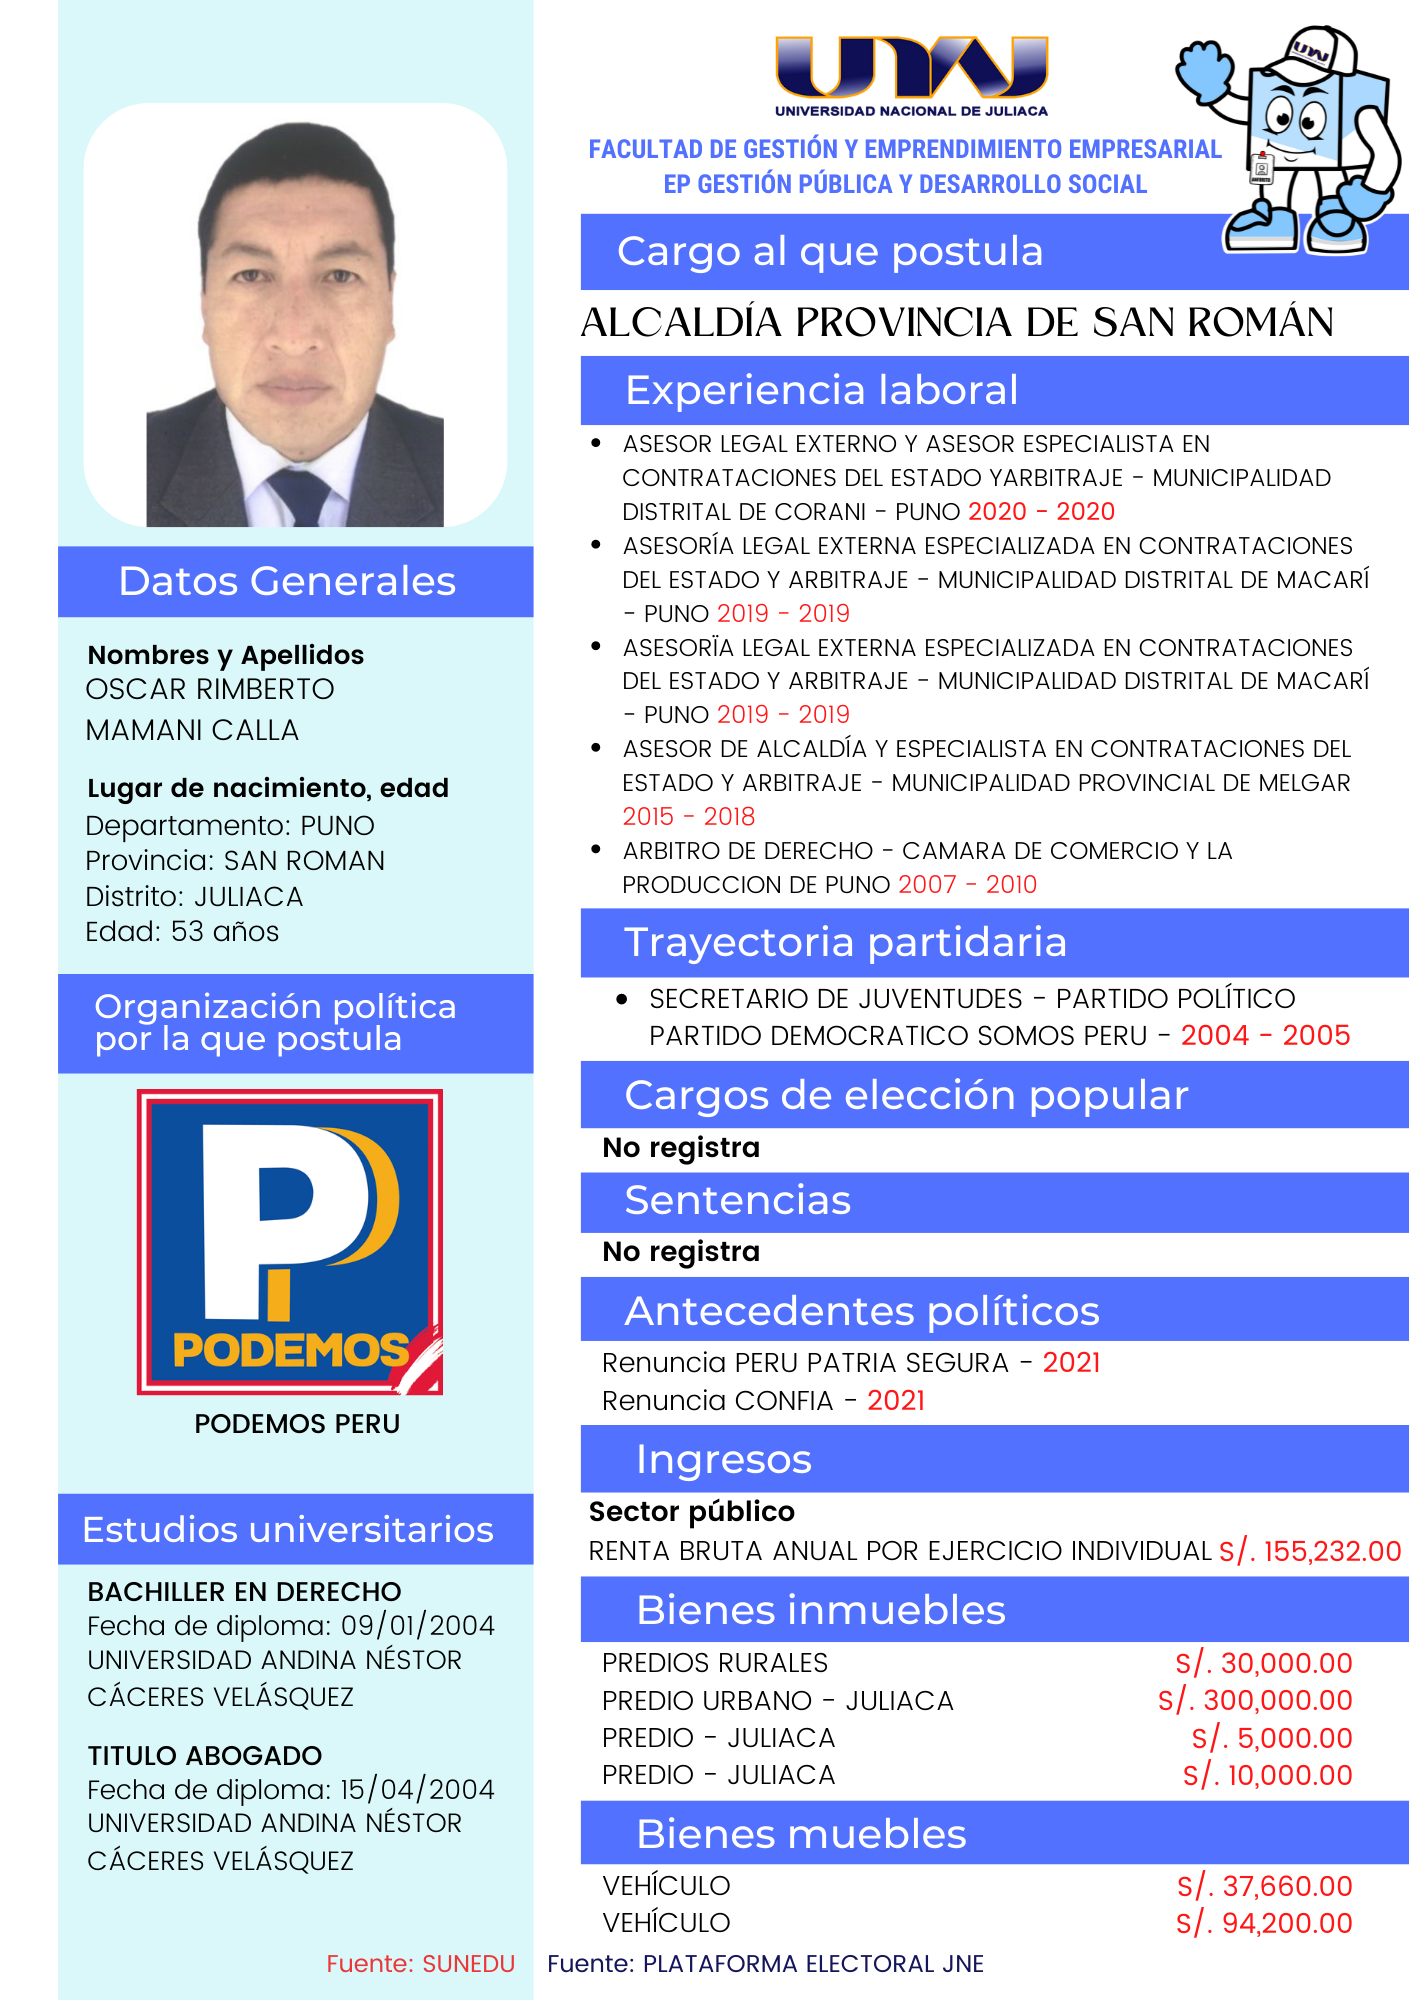 Datos Generales
Nombres y Apellidos
OSCAR RIMBERTO
MAMANI CALLA
Lugar de nacimiento, edad
Departamento: PUNO
Provincia: SAN ROMAN
Distrito: JULIACA
Edad: 53 años
Organización política
por la que postula
P
PODEMOS
PODEMOS PERU
Estudios universitarios
BACHILLER EN DERECHO
Fecha de diploma: 09/01/2004
UNIVERSIDAD ANDINA NÉSTOR
CÁCERES VELÁSQUEZ
TITULO ABOGADO
Fecha de diploma: 15/04/2004
UNIVERSIDAD ANDINA NÉSTOR
CÁCERES VELÁSQUEZ
Fuente: SUNEDU
UNAJ
UNIVERSIDAD NACIONAL DE JULIACA
UNAJ
ANFORITO
FACULTAD DE GESTIÓN Y EMPRENDIMIENTO EMPRESARIAL
EP GESTIÓN PÚBLICA Y DESARROLLO SOCIAL
Cargo al que postula
ALCALDÍA PROVINCIA DE SAN ROMÁN
Experiencia laboral
• ASESOR LEGAL EXTERNO Y ASESOR ESPECIALISTA EN
CONTRATACIONES DEL ESTADO YARBITRAJE - MUNICIPALIDAD
DISTRITAL DE CORANI - PUNO 2020 - 2020
• ASESORÍA LEGAL EXTERNA ESPECIALIZADA EN CONTRATACIONES
DEL ESTADO Y ARBITRAJE - MUNICIPALIDAD DISTRITAL DE MACARÍ
- PUNO 2019 - 2019
• ASESORÏA LEGAL EXTERNA ESPECIALIZADA EN CONTRATACIONES
DEL ESTADO Y ARBITRAJE - MUNICIPALIDAD DISTRITAL DE MACARÍ
- PUNO 2019 - 2019
• ASESOR DE ALCALDÍA Y ESPECIALISTA EN CONTRATACIONES DEL
ESTADO Y ARBITRAJE - MUNICIPALIDAD PROVINCIAL DE MELGAR
2015 - 2018
• ARBITRO DE DERECHO - CAMARA DE COMERCIO Y LA
PRODUCCION DE PUNO 2007 - 2010
Trayectoria partidaria
• SECRETARIO DE JUVENTUDES - PARTIDO POLÍTICO
PARTIDO DEMOCRATICO SOMOS PERU - 2004 - 2005
Cargos de elección popular
No registra
Sentencias
No registra
Antecedentes políticos
Renuncia PERU PATRIA SEGURA - 2021
Renuncia CONFIA - 2021
Ingresos
Sector público
RENTA BRUTA ANUAL POR EJERCICIO INDIVIDUAL S/. 155,232.00
Bienes inmuebles
PREDIOS RURALES S/. 30,000.00
PREDIO URBANO - JULIACA S/. 300,000.00
PREDIO - JULIACA S/. 5,000.00
PREDIO - JULIACA S/. 10,000.00
Bienes muebles
VEHÍCULO S/. 37,660.00
VEHÍCULO S/. 94,200.00
Fuente: PLATAFORMA ELECTORAL JNE